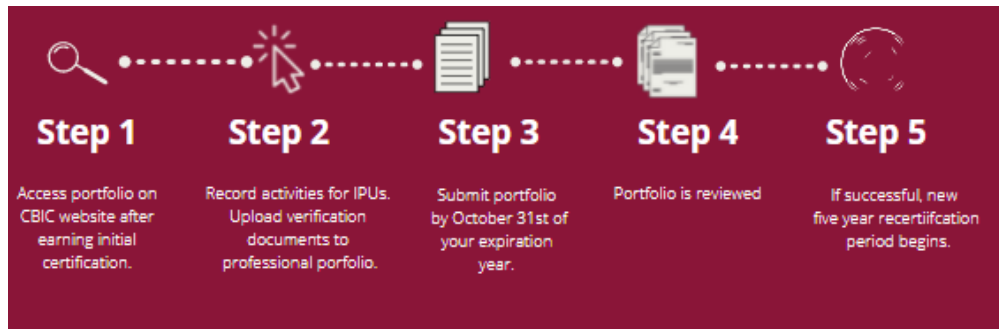 Step 1
Access portfolio on
CBIC website after
earning initial
certification.
Step 2
Record activities for IPUs.
Upload verification
documents to
professional porfolio.
Step 3
Submit portfolio
by October 31st of
your expiration
year.
Step 4
Portfolio is reviewed
Step 5
If successful, new
five year recertiifcation
period begins.